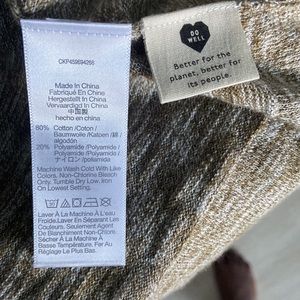 CKP459694268
Made In China
Fabriqué En Chine
Hergestellt In China
Vervaardigd In China
中国製
hecho en china
80% Cotton /Coton /
Baumwolle /Katoen / 綿 /
algodón
20% Polyamide /Polyamide /
Polyamid /Polyamide /
ナイロン /poliamida
Machine Wash Cold With Like
Colors. Non-Chlorine Bleach
Only. Tumble Dry Low. Iron
On Lowest Setting.
Laver À La Machine À L'eau
Froide.Laver En Séparant Les
Couleurs. Seulement Agent
De Blanchiment Non-Chlors.
Séche À Machine À
Basse Température. Fer Au
Réglage Le Plus Bas.
DO
WELL
Better for the
planet, better for
its people.